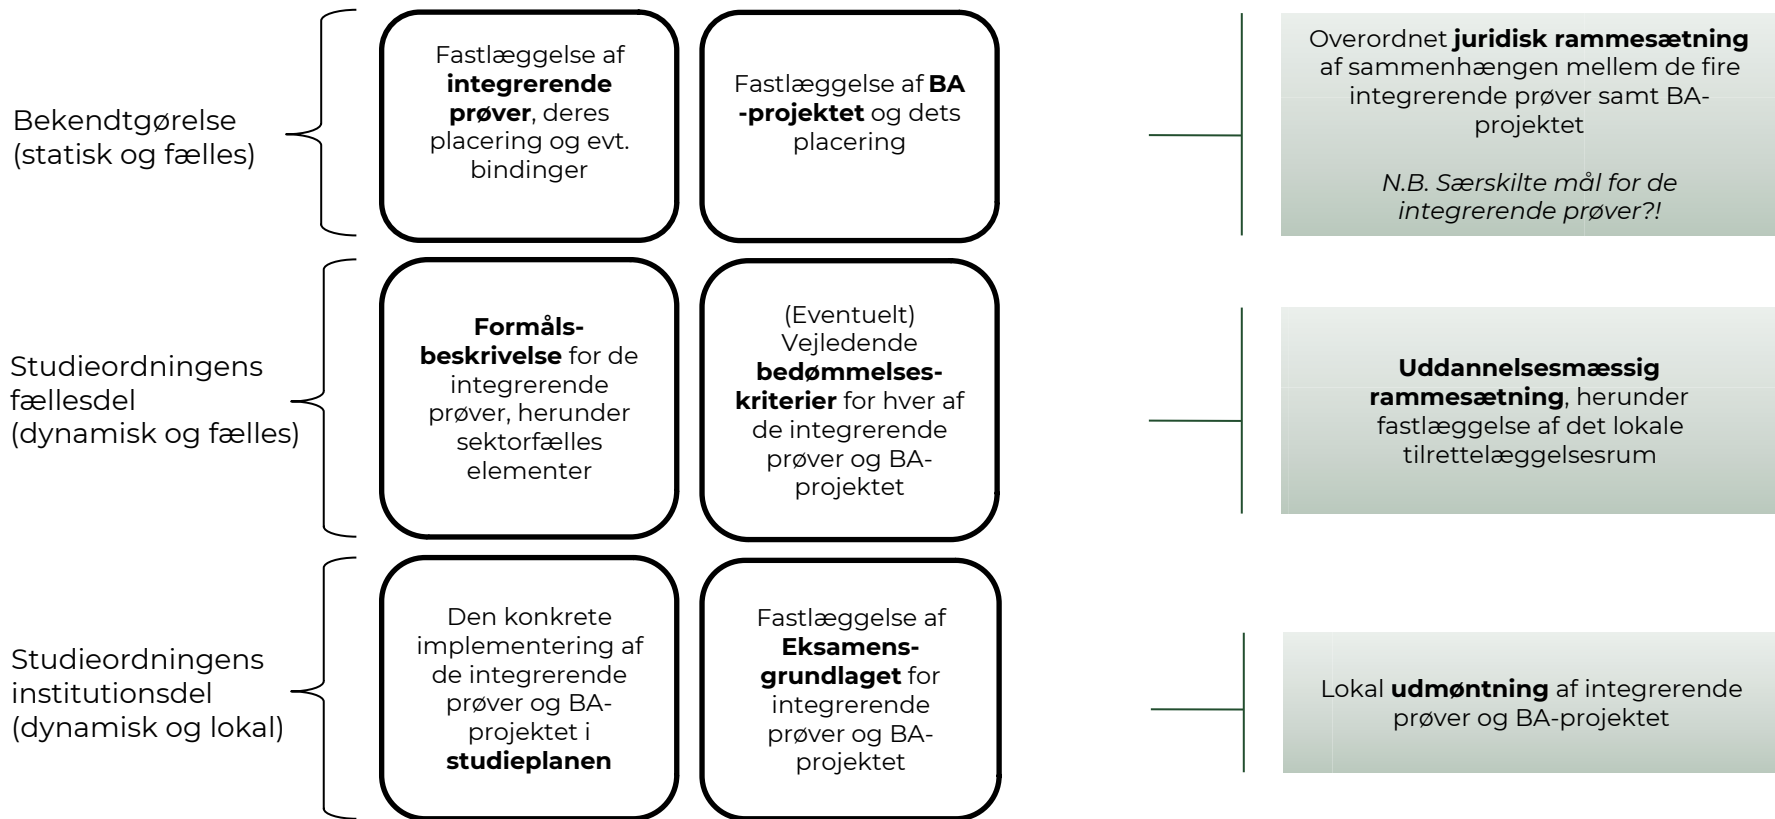 Bekendtgørelse
(statisk og fælles)
Fastlæggelse af
integrerende
prøver, deres
placering og evt.
bindinger
Fastlæggelse af BA
-projektet og dets
placering
Overordnet juridisk rammesætning
af sammenhængen mellem de fire
integrerende prøver samt BA-
projektet
N.B. Særskilte mål for de
integrerende prøver?!
Studieordningens
fællesdel
(dynamisk og fælles)
Formåls-
beskrivelse for de
integrerende
prøver, herunder
sektorfælles
elementer
(Eventuelt)
Vejledende
bedømmelses-
kriterier for hver af
de integrerende
prøver og BA-
projektet
Uddannelsesmæssig
rammesætning, herunder
fastlæggelse af det lokale
tilrettelæggelsesrum
Studieordningens
institutionsdel
(dynamisk og lokal)
Den konkrete
implementering af
de integrerende
prøver og BA-
projektet i
studieplanen
Fastlæggelse af
Eksamens-
grundlaget for
integrerende
prøver og BA-
projektet
Lokal udmøntning af integrerende
prøver og BA-projektet